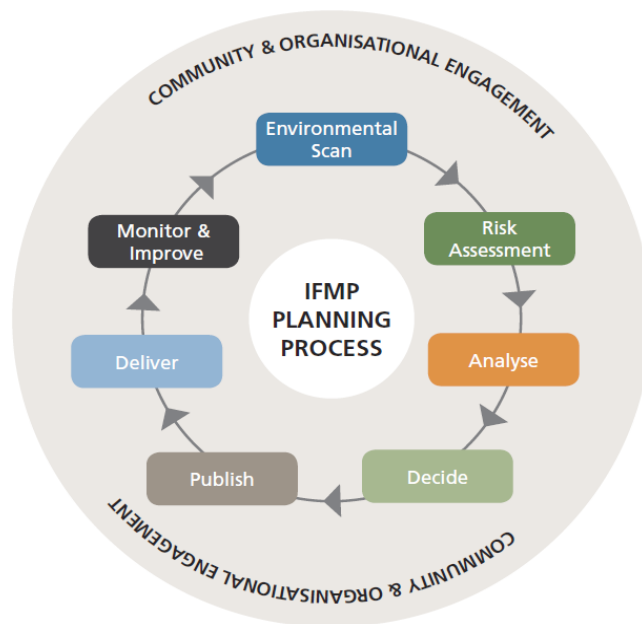 COMMUNITY & ORGANISATIONAL ENGAGEMENT
Environmental
Scan
Risk
Assessment
Analyse
Decide
Publish
Deliver
Monitor &
Improve
IFMP
PLANNING
PROCESS
COMMUNITY & ORGANISATIONAL ENGAGEMENT